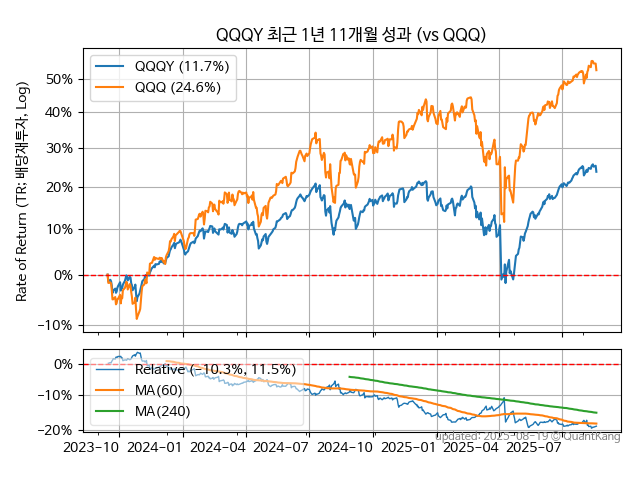 QQQY 최근 1년 11개월 성과 (vs QQQ)
Rate of Return (TR: 배당재투자, Log)
QQQY (11.7%)
QQQ (24.6%)
50%
40%
30%
20%
10%
0%
−10%
Relative (−10.3%, 11.5%)
MA(60)
MA(240)
0%
−10%
−20%
2023-10 2024-01 2024-04 2024-07 2024-10 2025-01 2025-04 2025-07
updated: 2025-08-19 © QuantKang